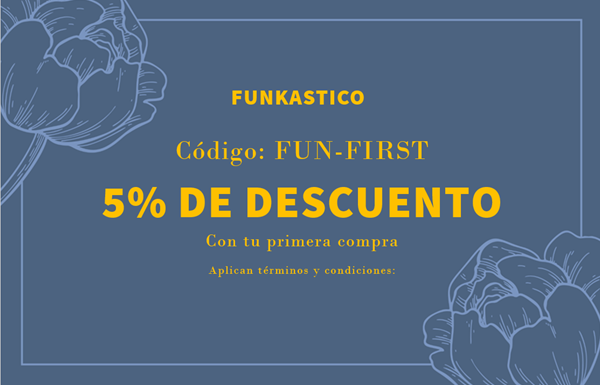 FUNKASTICO
Código: FUN-FIRST
5% DE DESCUENTO
Con tu primera compra
Aplican términos y condiciones: